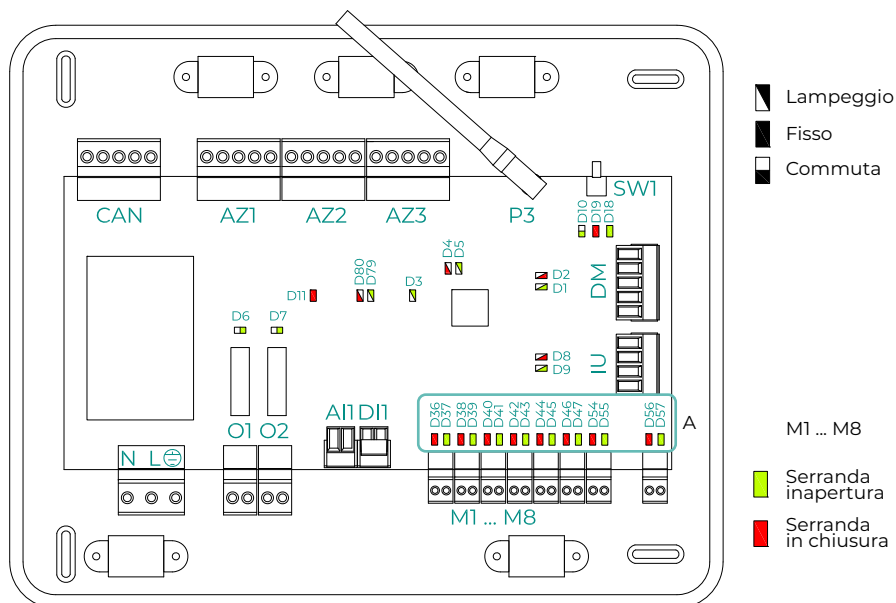 Lampeggio
Fisso
Commuta
SW1
CAN
AZ1
AZ2
AZ3
P3
D10
D19
D18
D4
D5
D2
D1
DM
D80
D79
D3
D11
D6
D7
D8
D9
IU
AI1
DI1
O1
O2
D36
D37
D38
D39
D40
D41
D42
D43
D44
D45
D46
D47
D54
D55
D56
D57
A
N L
M1 ... M8
M1 ... M8
Serranda
inapertura
Serranda
in chiusura